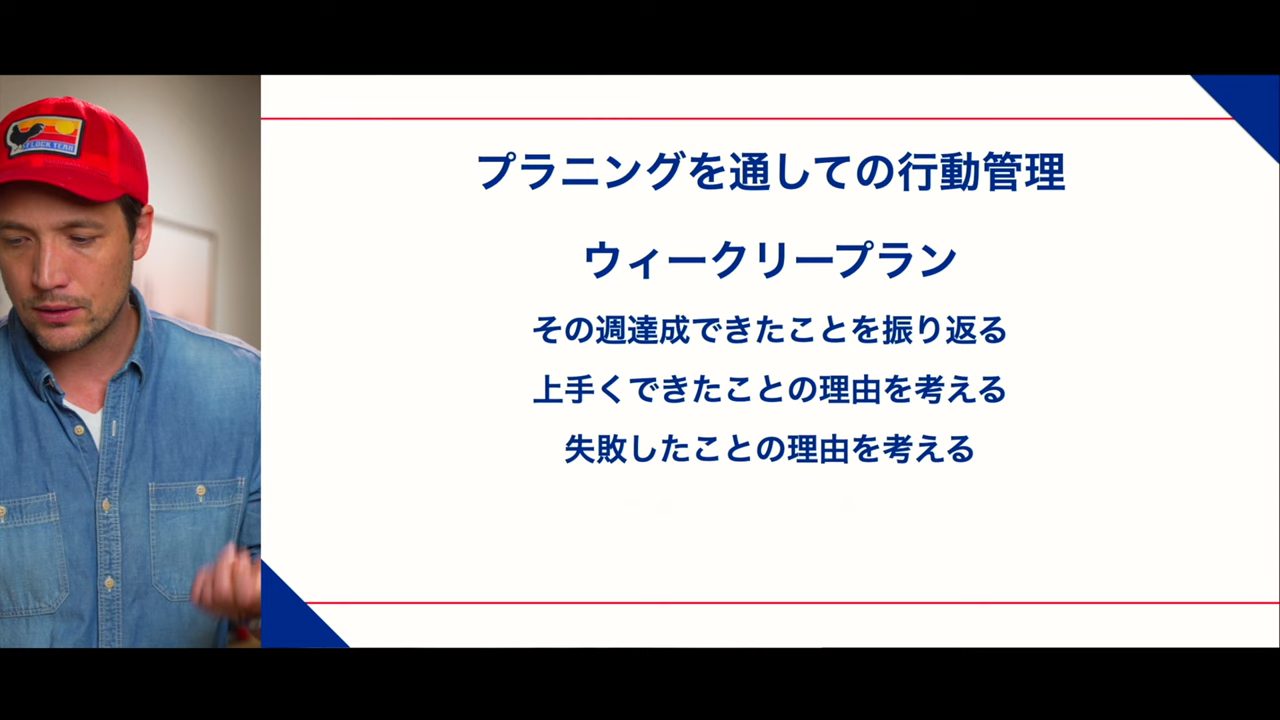 プラニングを通しての行動管理
ウィークリープラン
その週達成できたことを振り返る
上手くできたことの理由を考える
失敗したことの理由を考える